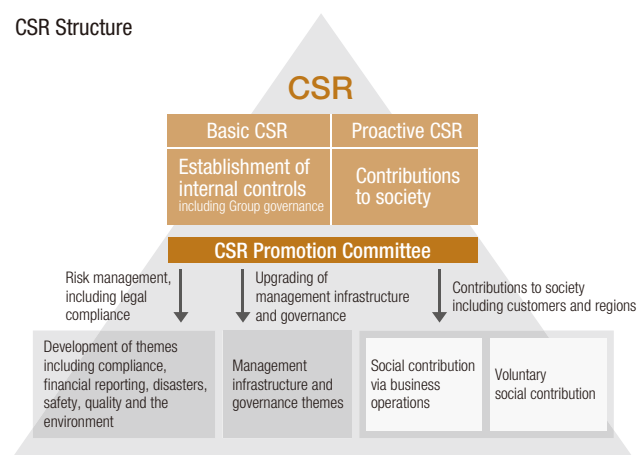 CSR Structure
CSR
Basic CSR
Proactive CSR
Establishment of
internal controls
including Group governance
Contributions
to society
CSR Promotion Committee
Risk management,
including legal
compliance
Upgrading of
management infrastructure
and governance
Contributions to society
including customers and regions
Development of themes
including compliance,
financial reporting, disasters,
safety, quality and the
environment
Management
infrastructure and
governance themes
Social contribution
via business
operations
Voluntary
social contribution